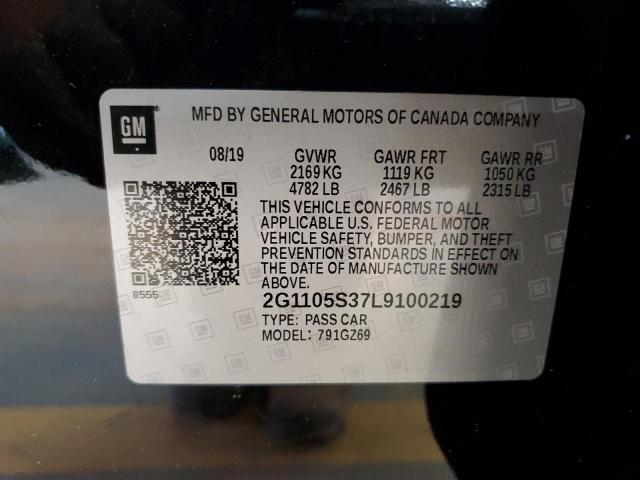 GM
MFD BY GENERAL MOTORS OF CANADA COMPANY
08/19 GVWR GAWR FRT GAWR RR
2169 KG 1119 KG 1050 KG
4782 LB 2467 LB 2315 LB
THIS VEHICLE CONFORMS TO ALL
APPLICABLE U.S. FEDERAL MOTOR
VEHICLE SAFETY, BUMPER, AND THEFT
PREVENTION STANDARDS IN EFFECT ON
THE DATE OF MANUFACTURE SHOWN
ABOVE.
8555
2G1105S37L9100219
TYPE: PASS CAR
MODEL: 791GZ69